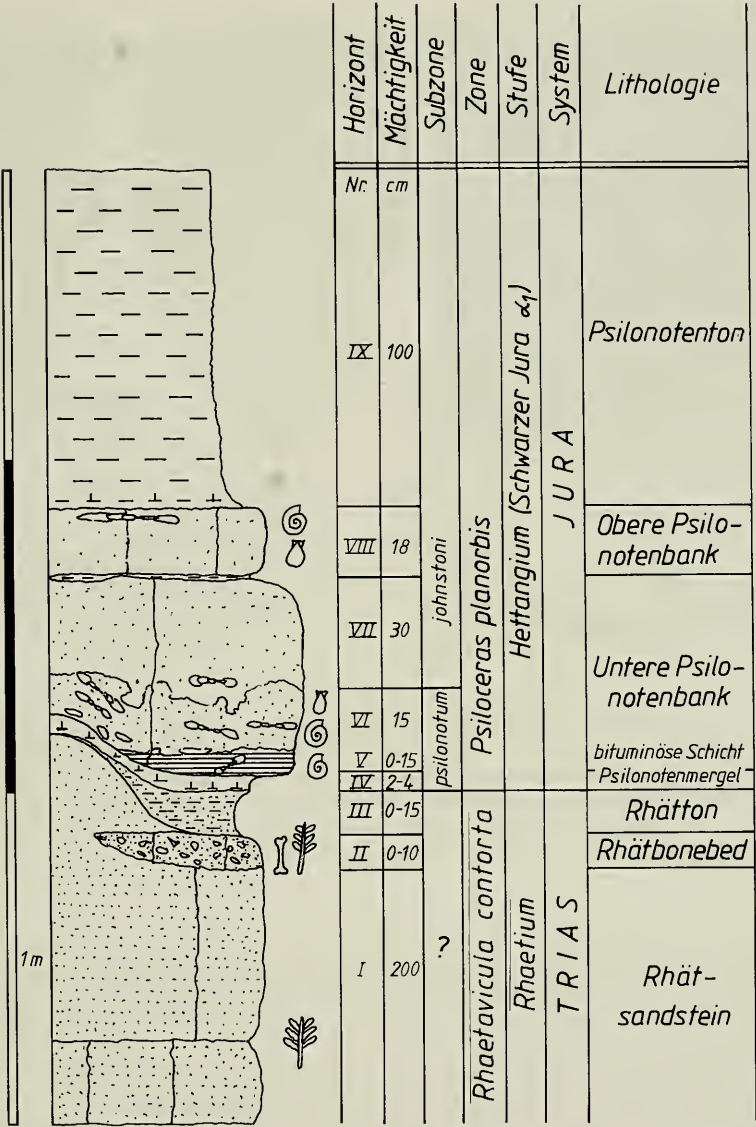 Horizont Mächtigkeit Subzone Zone Stufe System Lithologie
Nr. cm
IX 100 Psilonotenton
VIII 18 Obere Psilo-
notenbank
VII 30 johnstoni
Untere Psilo-
notenbank
VI 15 psilonotum
V 0-15 bituminöse Schicht
IV 2-4 Psilonotenmergel
Psiloceras planorbis
Hettangium (Schwarzer Jura α1)
JURA
III 0-15 Rhätton
II 0-10 Rhätbonebed
I 200 ?
Rhaetavicula contorta
Rhaetium
TRIAS
Rhät-
sandstein
1m